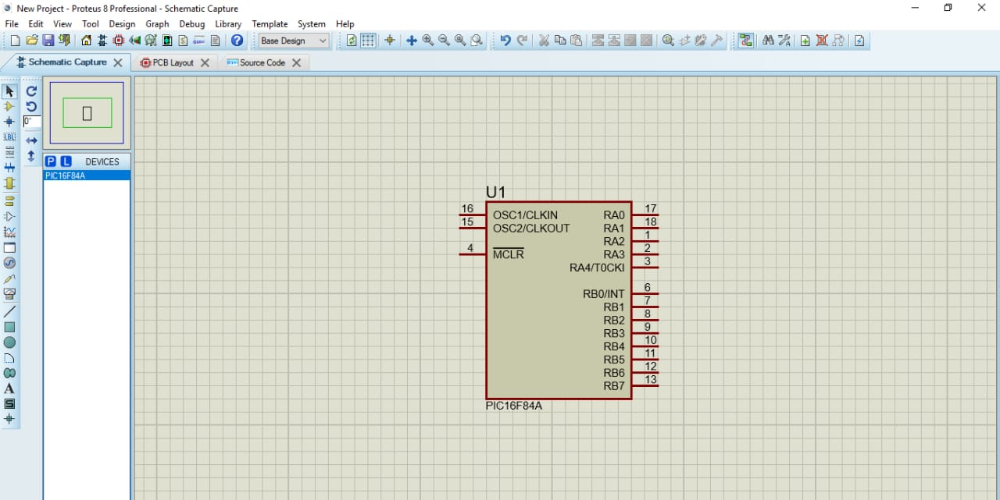 New Project - Proteus 8 Professional - Schematic Capture
File Edit View Tool Design Graph Debug Library Template System Help
Base Design
Schematic Capture PCB Layout Source Code
0°
P L DEVICES
PIC16F84A
U1
16 OSC1/CLKIN RA0 17
15 OSC2/CLKOUT RA1 18
RA2 1
4 MCLR RA3 2
RA4/T0CKI 3
RB0/INT 6
RB1 7
RB2 8
RB3 9
RB4 10
RB5 11
RB6 12
RB7 13
PIC16F84A
LBL
A
S